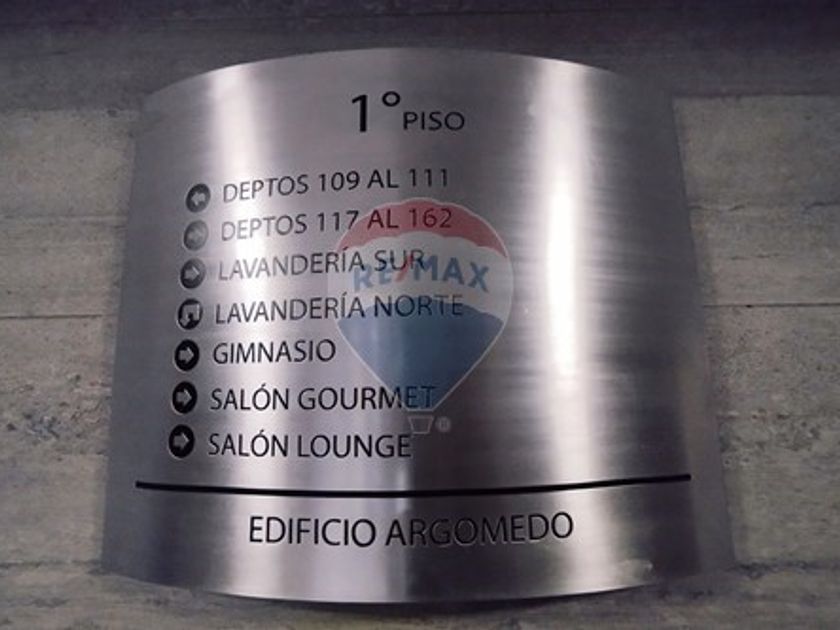 1° PISO
DEPTOS 109 AL 111
DEPTOS 117 AL 162
LAVANDERÍA SUR
LAVANDERÍA NORTE
GIMNASIO
SALÓN GOURMET
SALÓN LOUNGE
EDIFICIO ARGOMEDO
RE/MAX
®